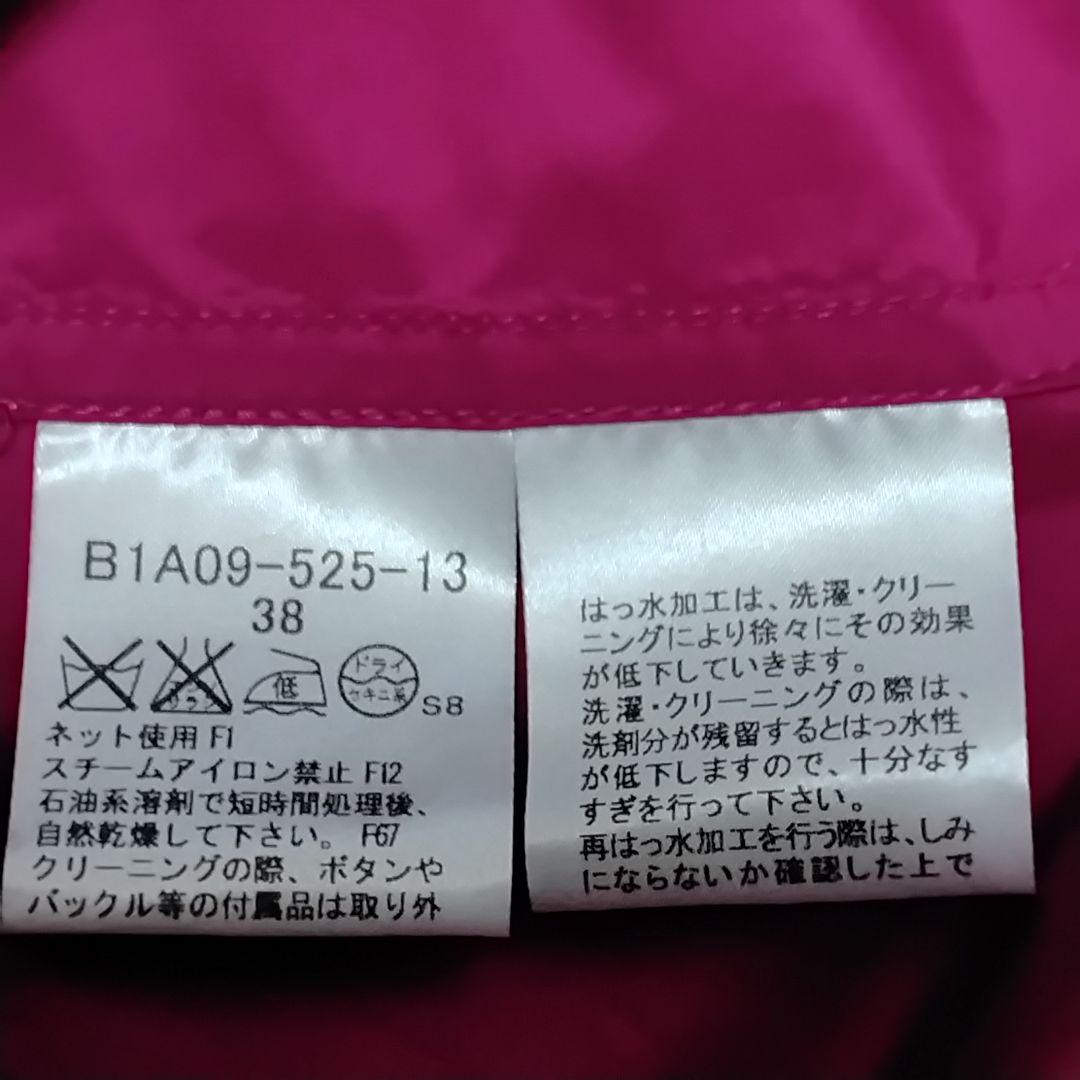 B1A09-525-13
38
低 ドライ
エンソサラシ セキユ系 S8
ネット使用 F1
スチームアイロン禁止 F12
石油系溶剤で短時間処理後、
自然乾燥して下さい。 F67
クリーニングの際、ボタンや
バックル等の付属品は取り外
はっ水加工は、洗濯・クリー
ニングにより徐々にその効果
が低下していきます。
洗濯・クリーニングの際は、
洗剤分が残留するとはっ水性
が低下しますので、十分なす
すぎを行って下さい。
再はっ水加工を行う際は、しみ
にならないか確認した上で